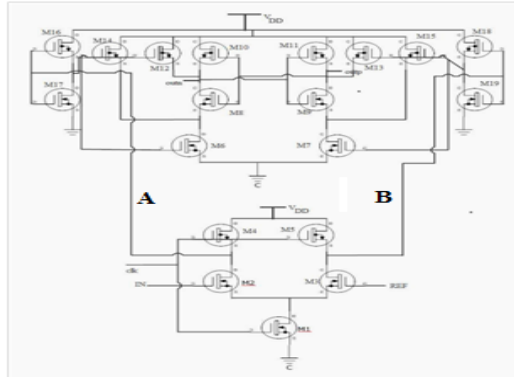 VDD
M16
M14
M12
M10
M11
M13
M15
M18
outn
outp
M17
M8
M9
M19
M6
M7
C
A
B
VDD
M4
M5
clk
IN
M2
M3
REF
M1
C